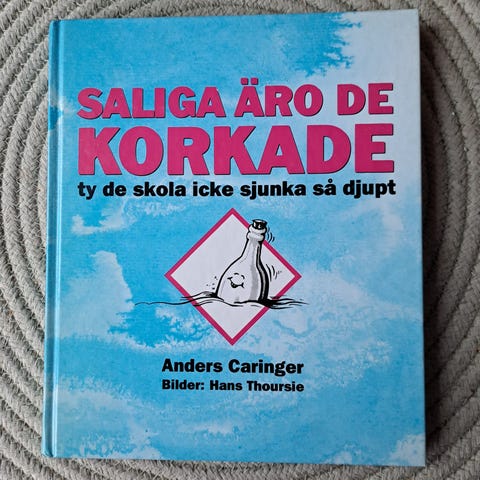 SALIGA ÄRO DE
KORKADE
ty de skola icke sjunka så djupt
Anders Caringer
Bilder: Hans Thoursie